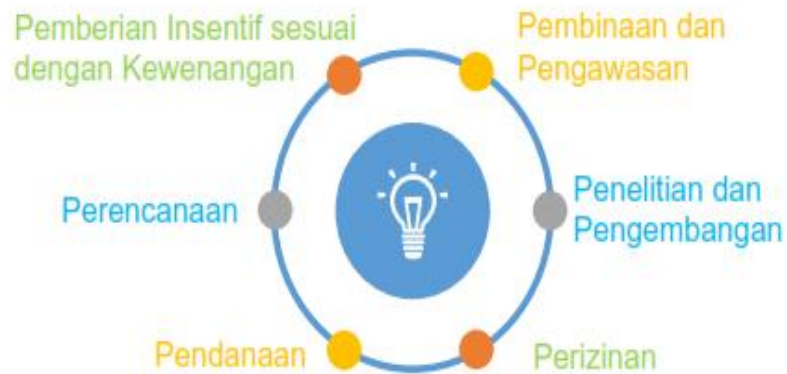 Pemberian Insentif sesuai
dengan Kewenangan
Pembinaan dan
Pengawasan
Perencanaan
Penelitian dan
Pengembangan
Pendanaan
Perizinan